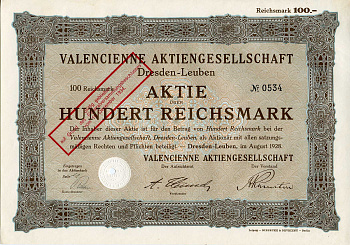 Reichsmark 100.–
VALENCIENNE AKTIENGESELLSCHAFT
Dresden-Leuben
100 Reichsmark
№ 0534
AKTIE
ÜBER
HUNDERT REICHSMARK
Der Inhaber dieser Aktie ist für den Betrag von Hundert Reichsmark bei der
Valencienne Aktiengesellschaft, Dresden-Leuben, als Aktionär mit allen satzungs-
mäßigen Rechten und Pflichten beteiligt — Dresden-Leuben, im August 1928.
VALENCIENNE AKTIENGESELLSCHAFT
Eingetragen
Der Aufsichtsrat
Der Vorstand